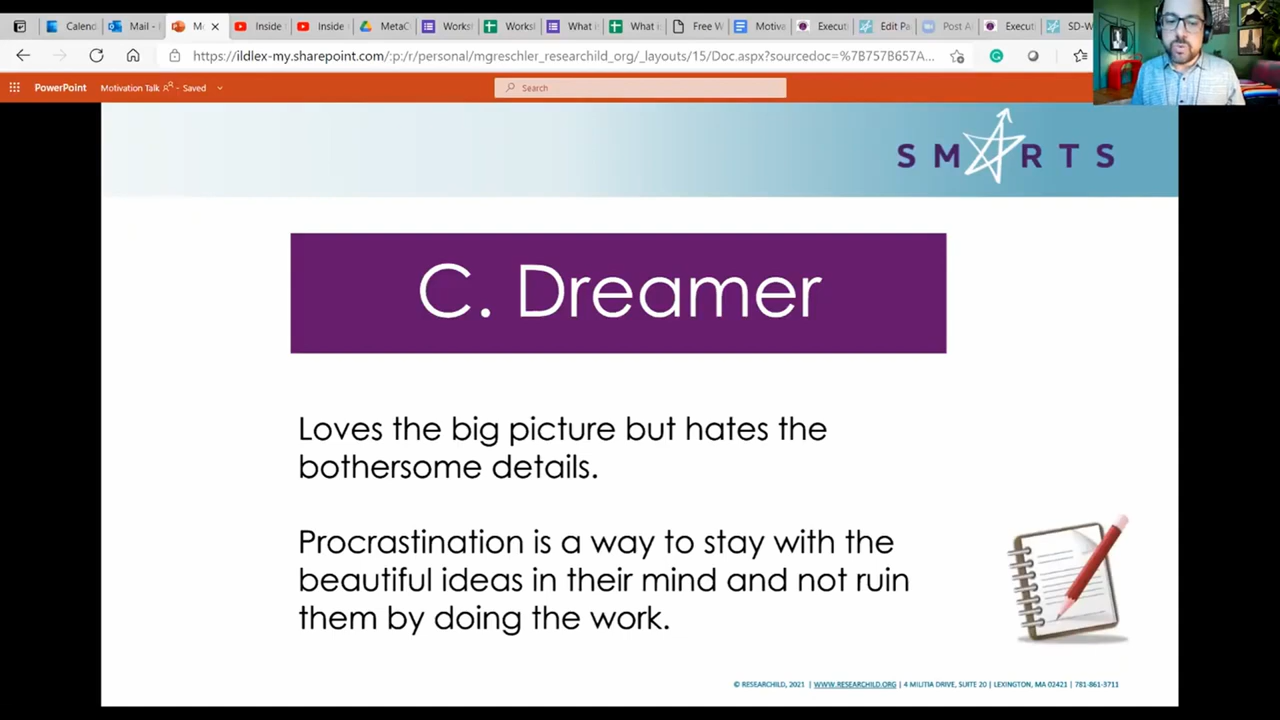 Calend
Mail -
Mc
Inside
Inside
MetaC
Works
Works
What i
What is
Free W
Motiva
Execut
Edit Pa
Post A
Execut
SD-W
https://ildlex-my.sharepoint.com/:p:r/personal/mgreschler_researchild_org/_layouts/15/Doc.aspx?sourcedoc=%7B757B657A...
PowerPoint
Motivation Talk - Saved
Search
SMARTS
C. Dreamer
Loves the big picture but hates the
bothersome details.
Procrastination is a way to stay with the
beautiful ideas in their mind and not ruin
them by doing the work.
© RESEARCHILD, 2021 | WWW.RESEARCHILD.ORG | 4 MILITIA DRIVE, SUITE 20 | LEXINGTON, MA 02421 | 781-861-3711